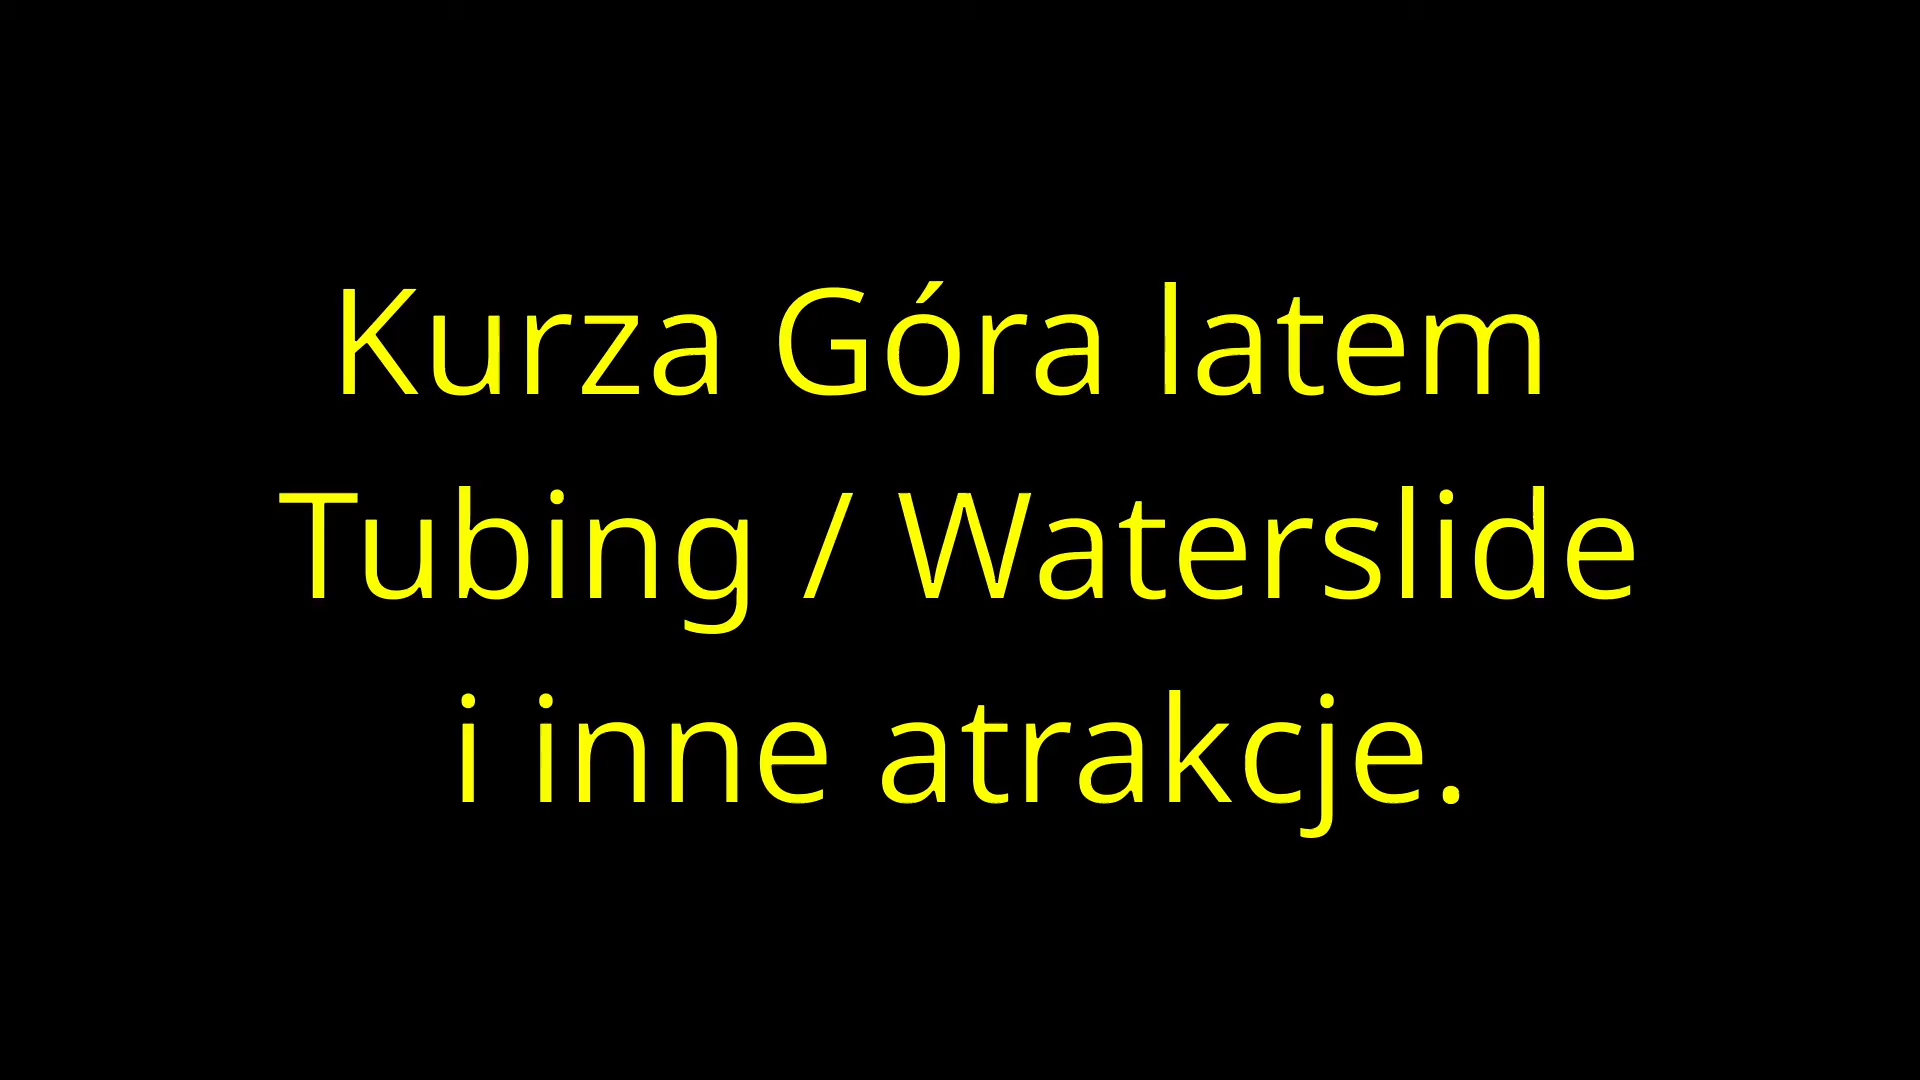 Kurza Góra latem
Tubing / Waterslide
i inne atrakcje.